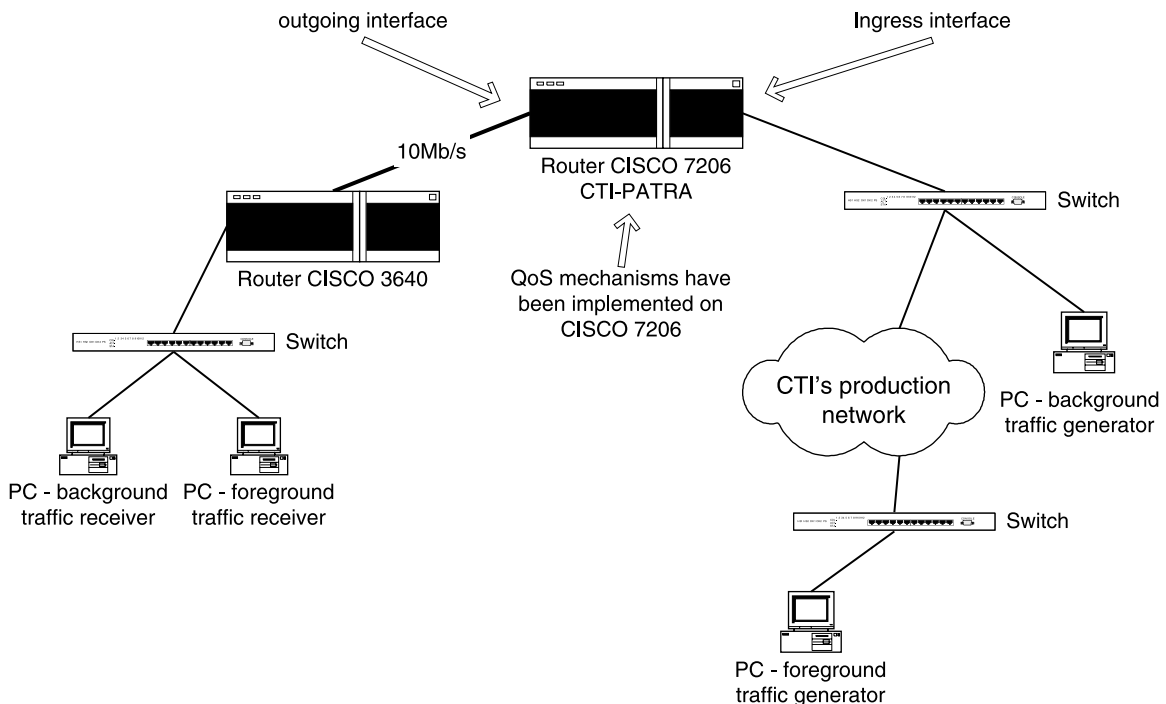 outgoing interface
Ingress interface
10Mb/s
Router CISCO 7206
CTI-PATRA
Switch
Router CISCO 3640
QoS mechanisms have
been implemented on
CISCO 7206
Switch
CTI's production
network
PC - background
traffic generator
PC - background
traffic receiver
PC - foreground
traffic receiver
Switch
PC - foreground
traffic generator